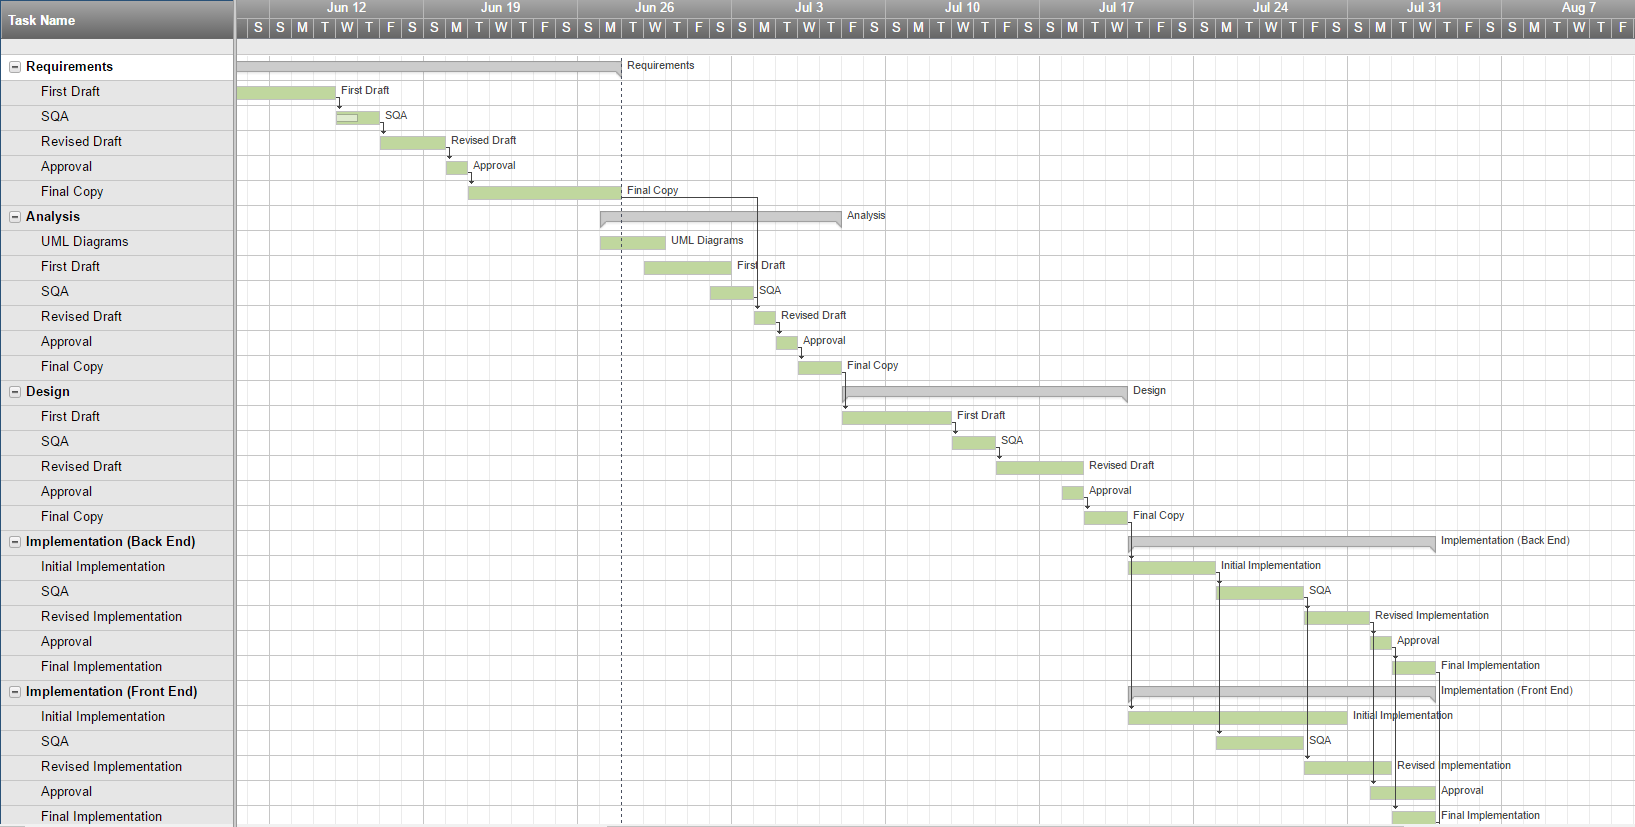 Task Name
Jun 12 Jun 19 Jun 26 Jul 3 Jul 10 Jul 17 Jul 24 Jul 31 Aug 7
S S M T W T F S S M T W T F S S M T W T F S S M T W T F S S M T W T F S S M T W T F S S M T W T F S S M T W T F S S M T W T F
Requirements Requirements
First Draft First Draft
SQA SQA
Revised Draft Revised Draft
Approval Approval
Final Copy Final Copy
Analysis Analysis
UML Diagrams UML Diagrams
First Draft First Draft
SQA SQA
Revised Draft Revised Draft
Approval Approval
Final Copy Final Copy
Design Design
First Draft First Draft
SQA SQA
Revised Draft Revised Draft
Approval Approval
Final Copy Final Copy
Implementation (Back End) Implementation (Back End)
Initial Implementation Initial Implementation
SQA SQA
Revised Implementation Revised Implementation
Approval Approval
Final Implementation Final Implementation
Implementation (Front End) Implementation (Front End)
Initial Implementation Initial Implementation
SQA SQA
Revised Implementation Revised Implementation
Approval Approval
Final Implementation Final Implementation